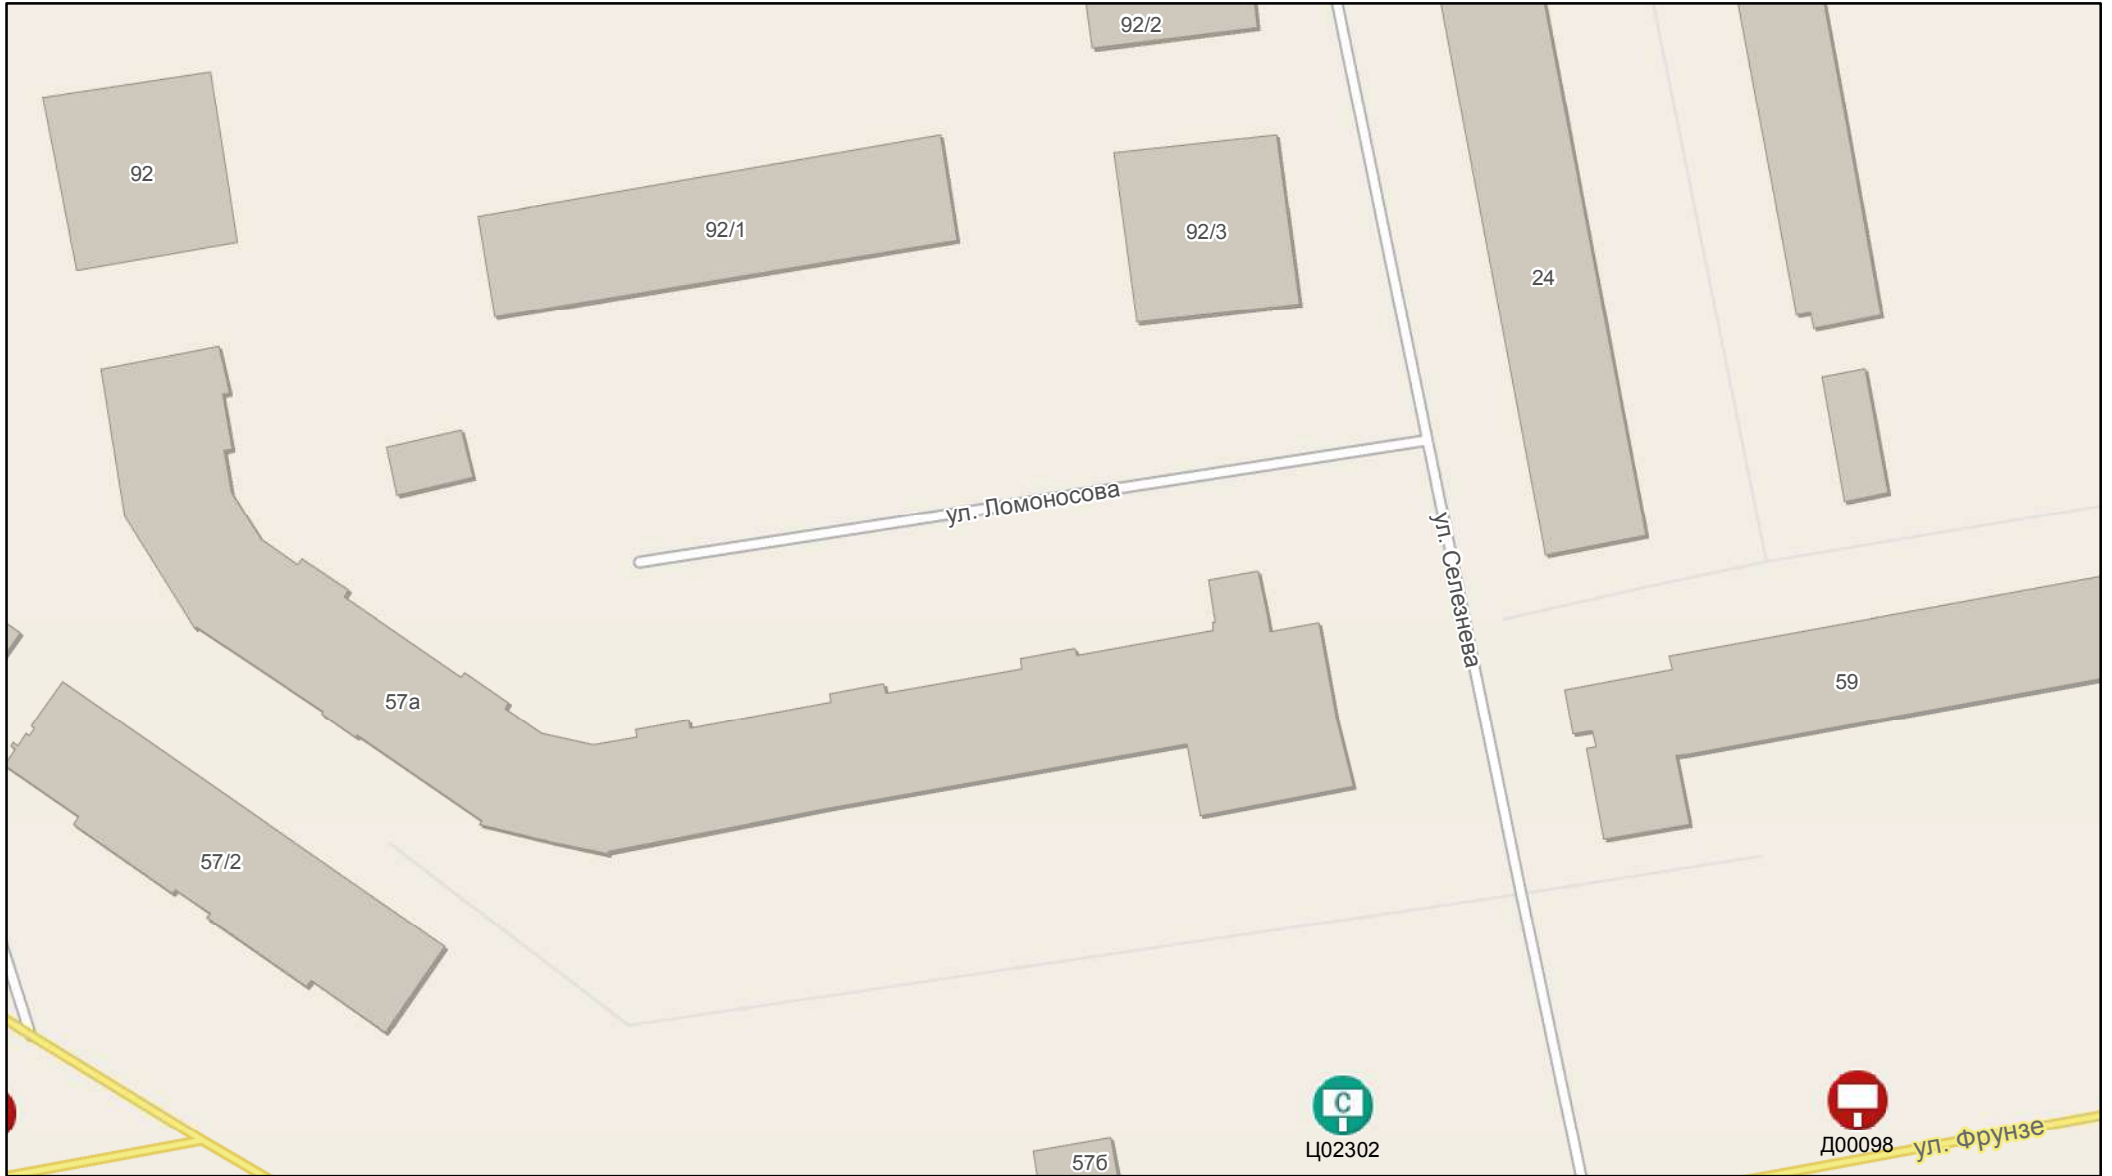 92/2
92
92/1
92/3
24
ул. Ломоносова
ул. Селезнева
57а
59
57/2
С
Ц02302
Д00098
ул. Фрунзе
57б